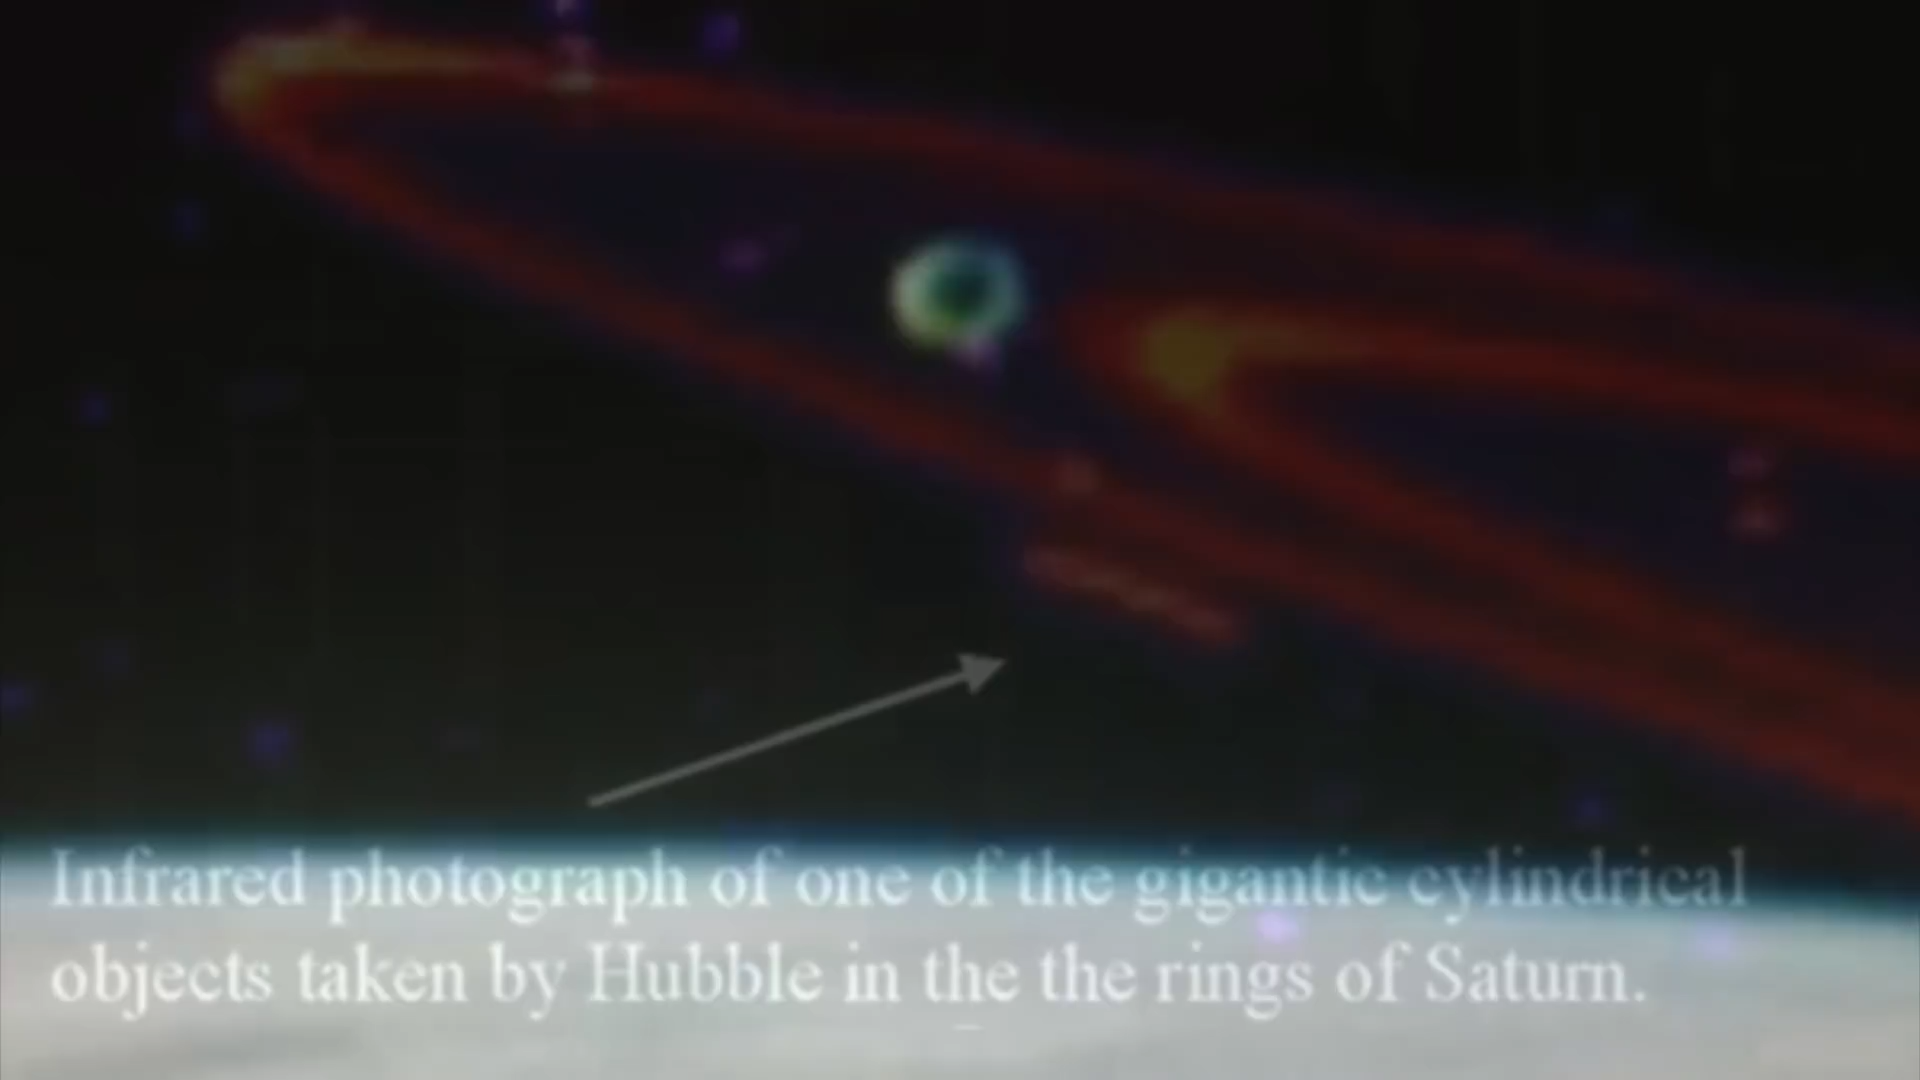 Infrared photograph of one of the gigantic cylindrical
objects taken by Hubble in the the rings of Saturn.